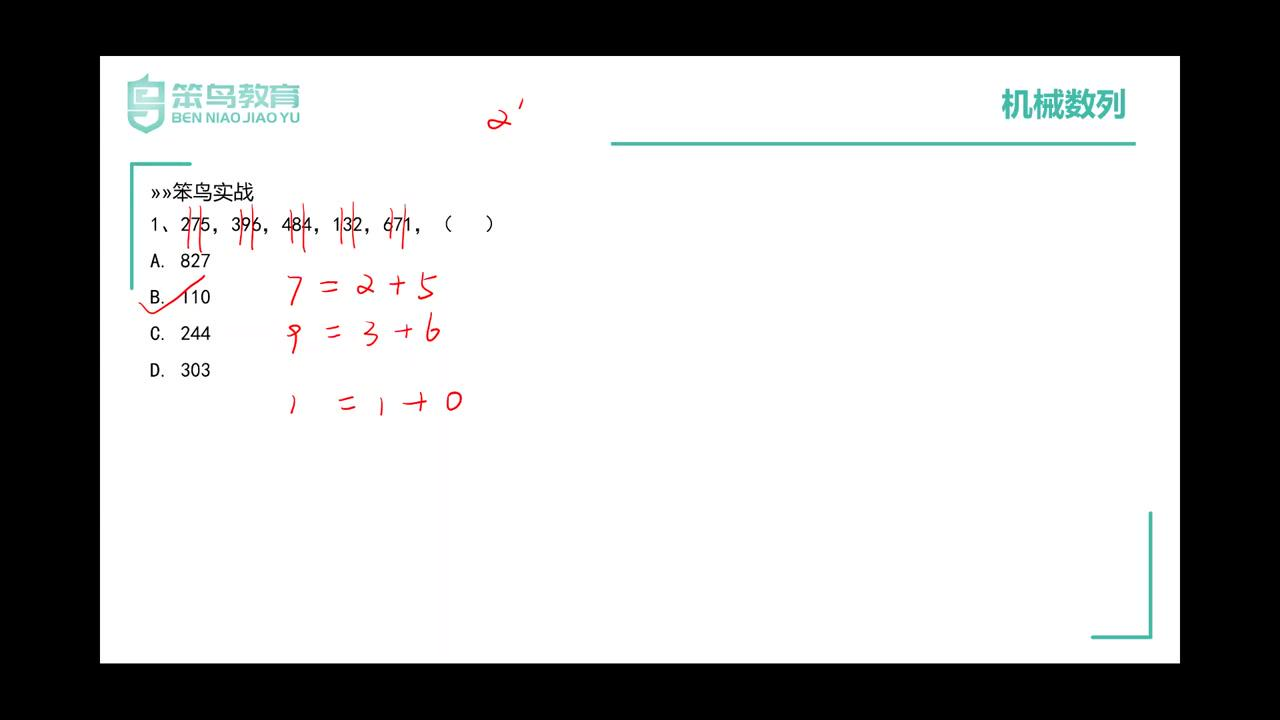 笨鸟教育
BEN NIAO JIAO YU
机械数列
2'
»»笨鸟实战
1、275，396，484，132，671，（  ）
A. 827
B. 110
C. 244
D. 303
7 = 2 + 5
9 = 3 + 6
1 = 1 + 0